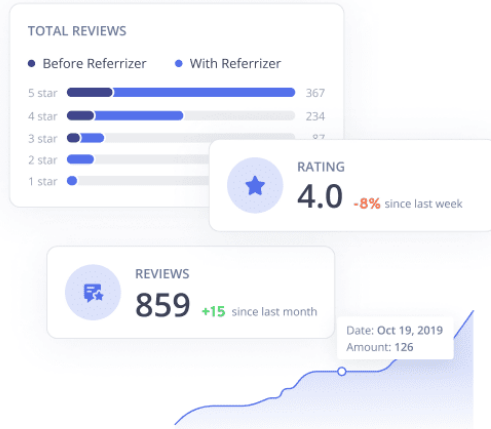 TOTAL REVIEWS
Before Referrizer With Referrizer
5 star 367
4 star 234
3 star 87
2 star
1 star
RATING
4.0 -8% since last week
REVIEWS
859 +15 since last month
Date: Oct 19, 2019
Amount: 126